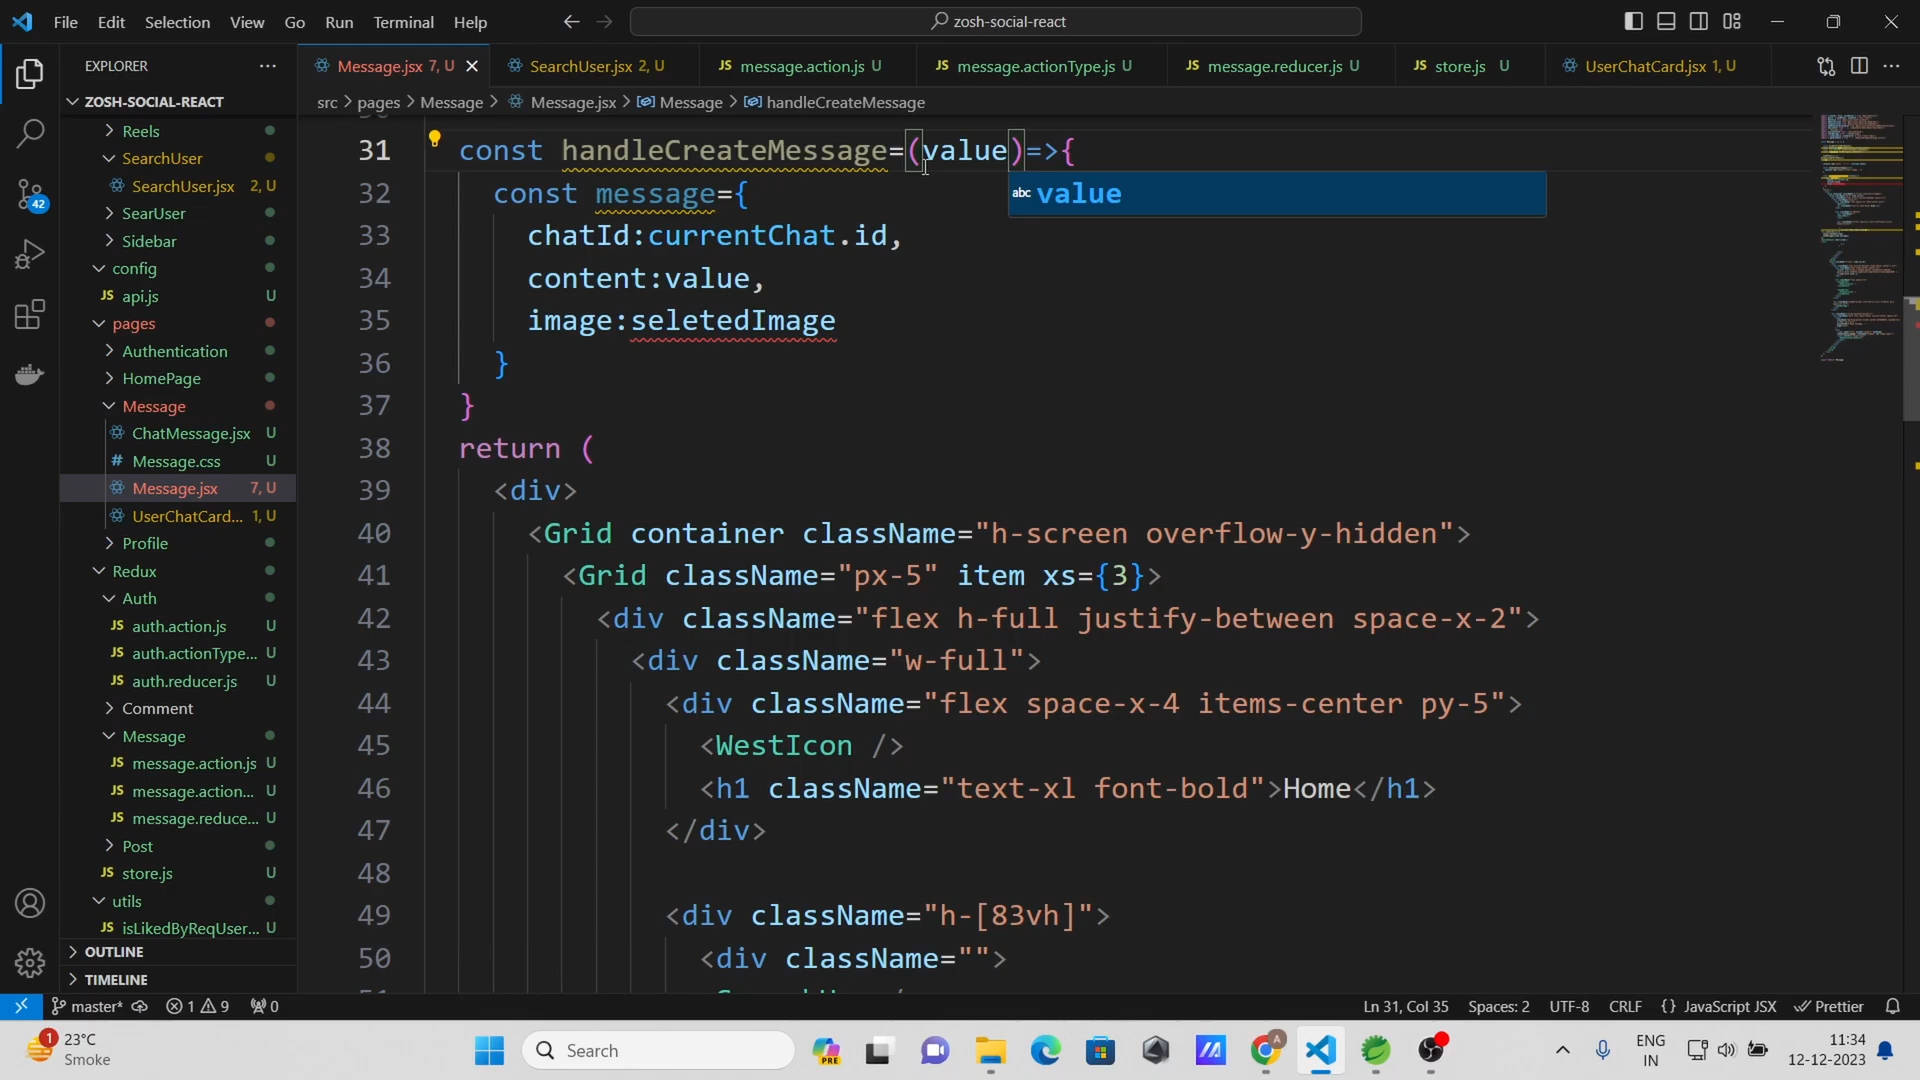 File Edit Selection View Go Run Terminal Help
zosh-social-react
EXPLORER
Message.jsx 7, U
SearchUser.jsx 2, U
message.action.js U
message.actionType.js U
message.reducer.js U
store.js U
UserChatCard.jsx 1, U
ZOSH-SOCIAL-REACT
src > pages > Message > Message.jsx > Message > handleCreateMessage
Reels
SearchUser
SearchUser.jsx 2, U
SearUser
Sidebar
config
api.js U
pages
Authentication
HomePage
Message
ChatMessage.jsx U
Message.css U
Message.jsx 7, U
UserChatCard... 1, U
Profile
Redux
Auth
auth.action.js U
auth.actionType... U
auth.reducer.js U
Comment
Message
message.action.js U
message.action... U
message.reduce... U
Post
store.js U
utils
isLikedByReqUser... U
OUTLINE
TIMELINE
42
31 const handleCreateMessage=(value)=>{
abc value
32 const message={
33 chatId:currentChat.id,
34 content:value,
35 image:seletedImage
36 }
37 }
38 return (
39 <div>
40 <Grid container className="h-screen overflow-y-hidden">
41 <Grid className="px-5" item xs={3}>
42 <div className="flex h-full justify-between space-x-2">
43 <div className="w-full">
44 <div className="flex space-x-4 items-center py-5">
45 <WestIcon />
46 <h1 className="text-xl font-bold">Home</h1>
47 </div>
48
49 <div className="h-[83vh]">
50 <div className="">
master* 1 9 0
Ln 31, Col 35 Spaces: 2 UTF-8 CRLF {} JavaScript JSX Prettier
1
23°C
Smoke
Search
PRE
A
ENG
IN
11:34
12-12-2023